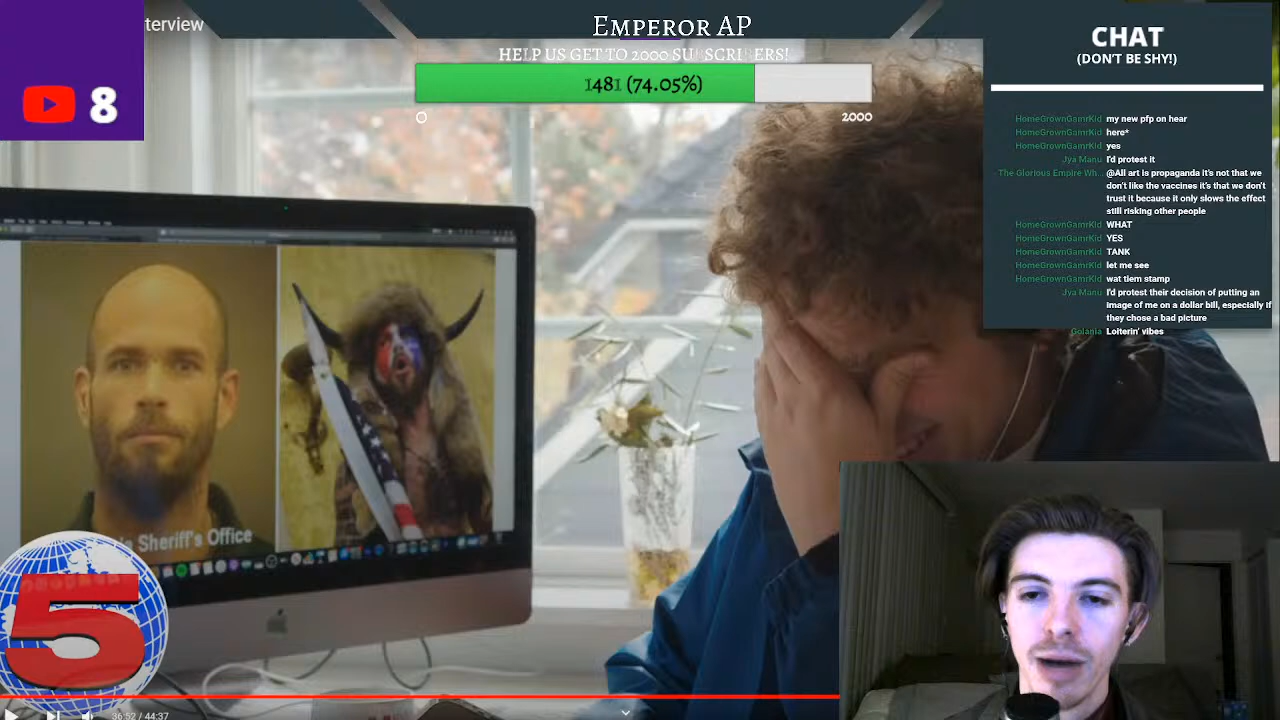 terview
8
EMPEROR AP
HELP US GET TO 2000 SUBSCRIBERS!
1481 (74.05%)
0
2000
CHAT
(DON'T BE SHY!)
HomeGrownGamrKid my new pfp on hear
HomeGrownGamrKid here*
HomeGrownGamrKid yes
Jya Manu I'd protest it
The Glorious Empire Wh... @All art is propaganda it's not that we
don't like the vaccines it's that we don't
trust it because it only slows the effect
still risking other people
HomeGrownGamrKid WHAT
HomeGrownGamrKid YES
HomeGrownGamrKid TANK
HomeGrownGamrKid let me see
HomeGrownGamrKid wat tiem stamp
Jya Manu I'd protest their decision of putting an
image of me on a dollar bill, especially if
they chose a bad picture
Golania Loiterin' vibes
Sheriff's Office
5
36:52 / 44:37